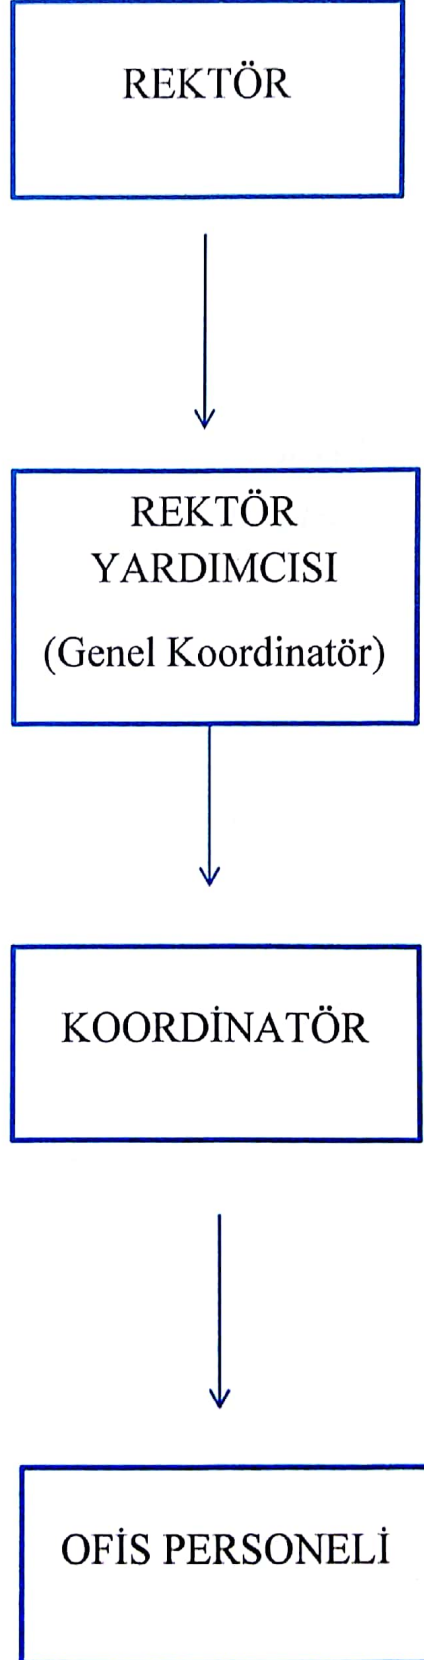 REKTÖR
REKTÖR
YARDIMCISI
(Genel Koordinatör)
KOORDİNATÖR
OFİS PERSONELİ